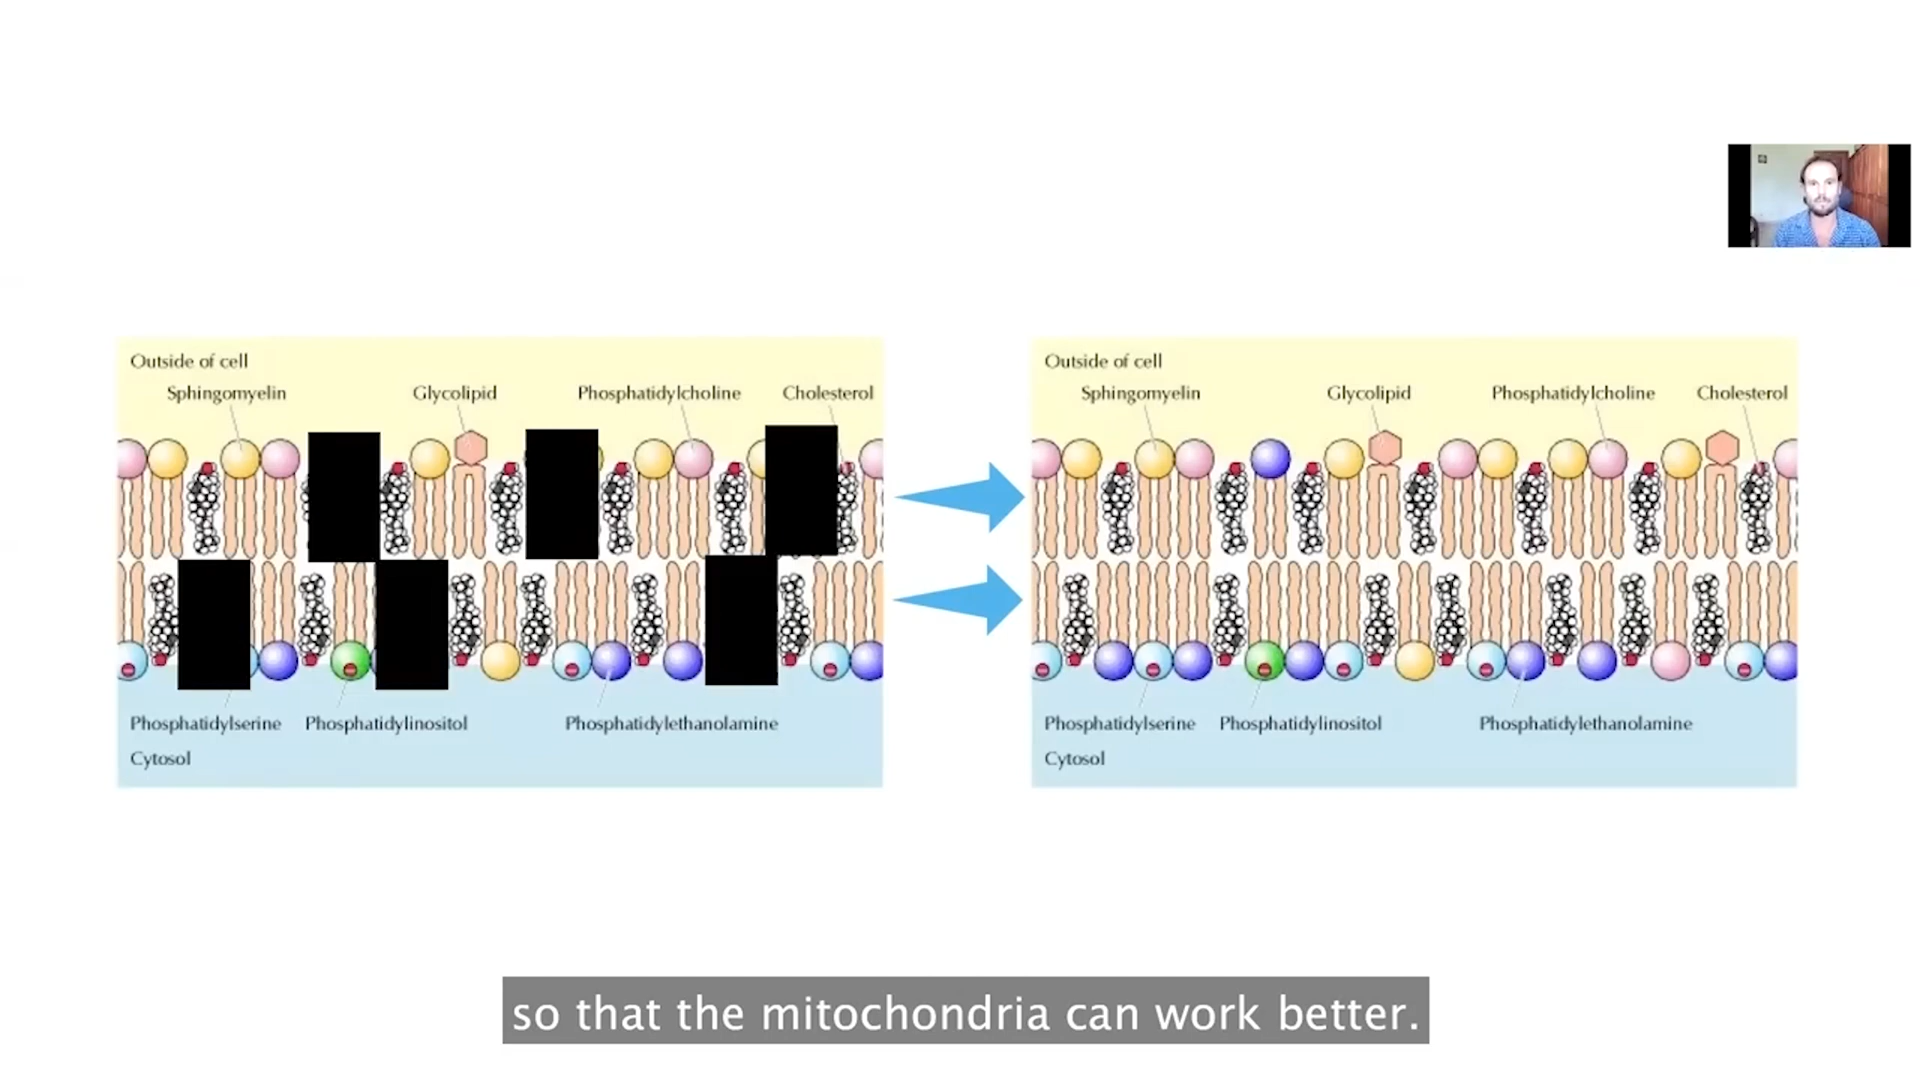 Outside of cell
Sphingomyelin Glycolipid Phosphatidylcholine Cholesterol
Phosphatidylserine Phosphatidylinositol Phosphatidylethanolamine
Cytosol
Outside of cell
Sphingomyelin Glycolipid Phosphatidylcholine Cholesterol
Phosphatidylserine Phosphatidylinositol Phosphatidylethanolamine
Cytosol
so that the mitochondria can work better.